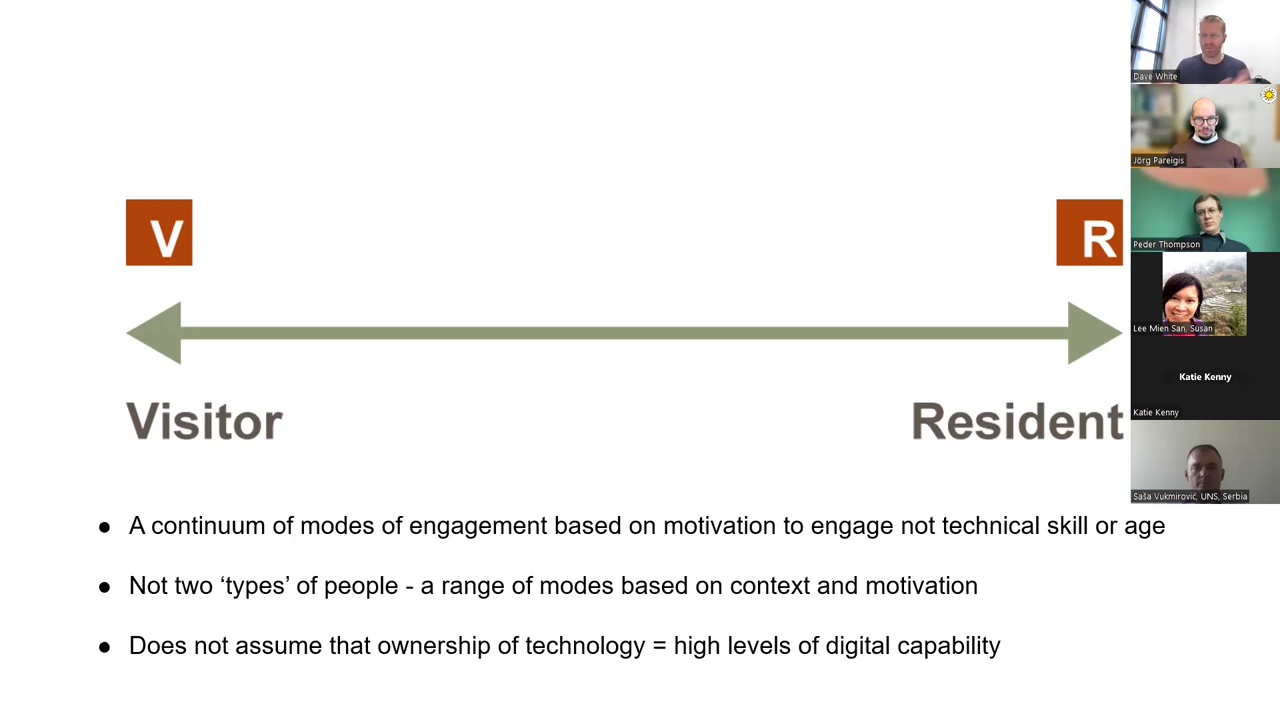 V
R
Visitor
Resident
● A continuum of modes of engagement based on motivation to engage not technical skill or age
● Not two ‘types’ of people - a range of modes based on context and motivation
● Does not assume that ownership of technology = high levels of digital capability
Dave White
Jörg Pareigis
Peder Thompson
Lee Mien San, Susan
Katie Kenny
Katie Kenny
Saša Vukmirović, UNS, Serbia